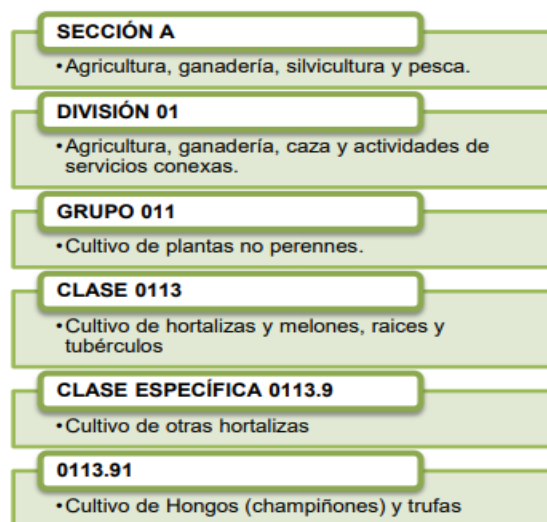 SECCIÓN A
•Agricultura, ganadería, silvicultura y pesca.
DIVISIÓN 01
•Agricultura, ganadería, caza y actividades de
servicios conexas.
GRUPO 011
•Cultivo de plantas no perennes.
CLASE 0113
•Cultivo de hortalizas y melones, raices y
tubérculos
CLASE ESPECÍFICA 0113.9
•Cultivo de otras hortalizas
0113.91
•Cultivo de Hongos (champiñones) y trufas